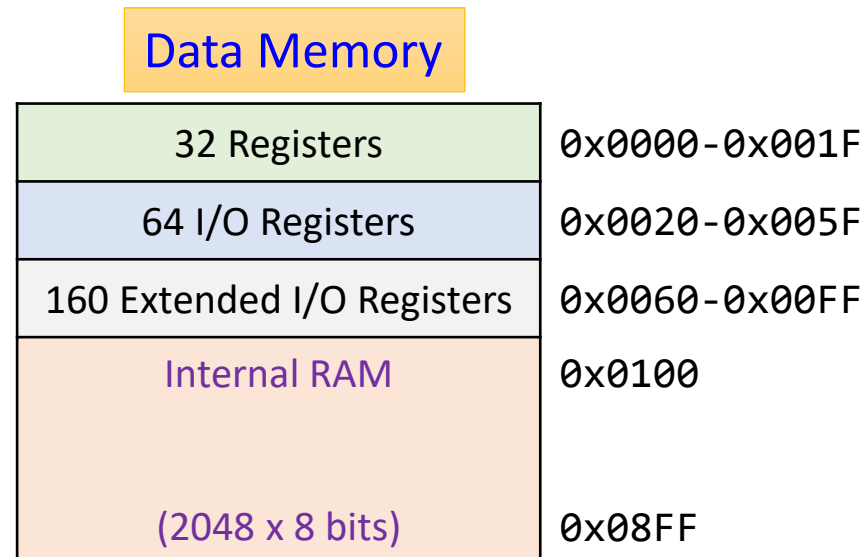 Data Memory
32 Registers 0x0000-0x001F
64 I/O Registers 0x0020-0x005F
160 Extended I/O Registers 0x0060-0x00FF
Internal RAM 0x0100
(2048 x 8 bits) 0x08FF